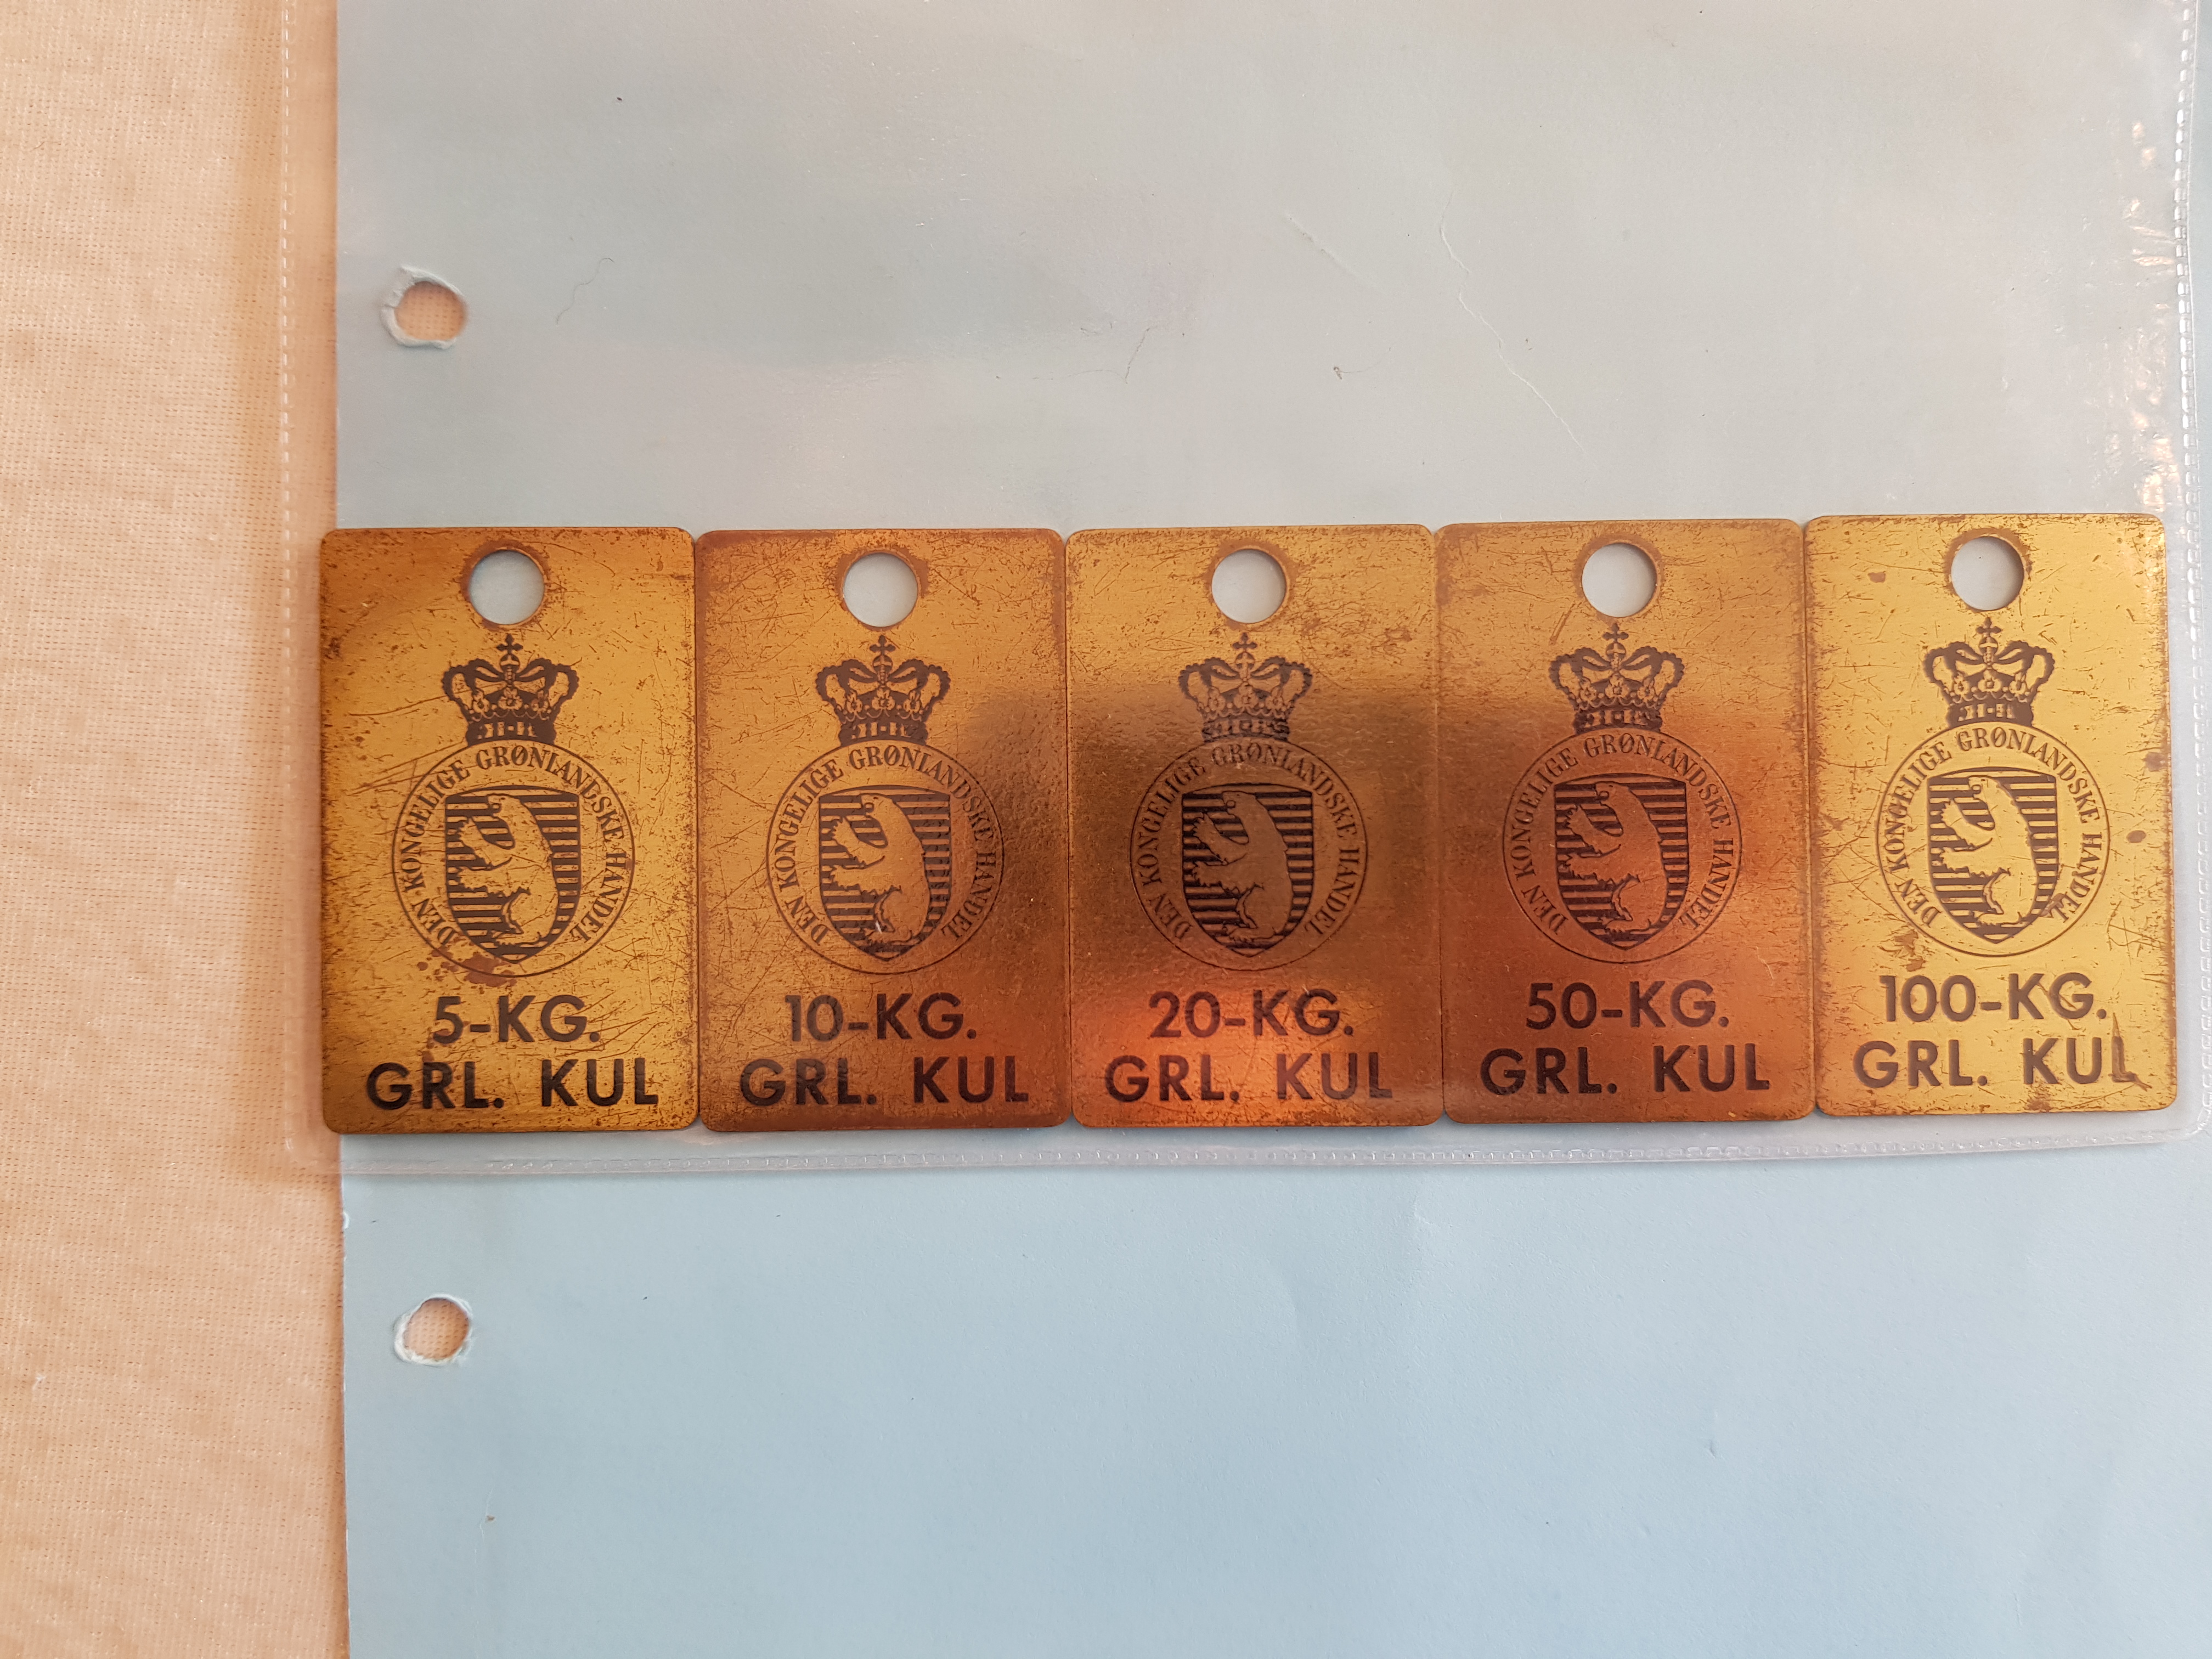 DEN KONGELIGE GRØNLANDSKE HANDEL
5-KG.
GRL. KUL
DEN KONGELIGE GRØNLANDSKE HANDEL
10-KG.
GRL. KUL
DEN KONGELIGE GRØNLANDSKE HANDEL
20-KG.
GRL. KUL
DEN KONGELIGE GRØNLANDSKE HANDEL
50-KG.
GRL. KUL
DEN KONGELIGE GRØNLANDSKE HANDEL
100-KG.
GRL. KUL